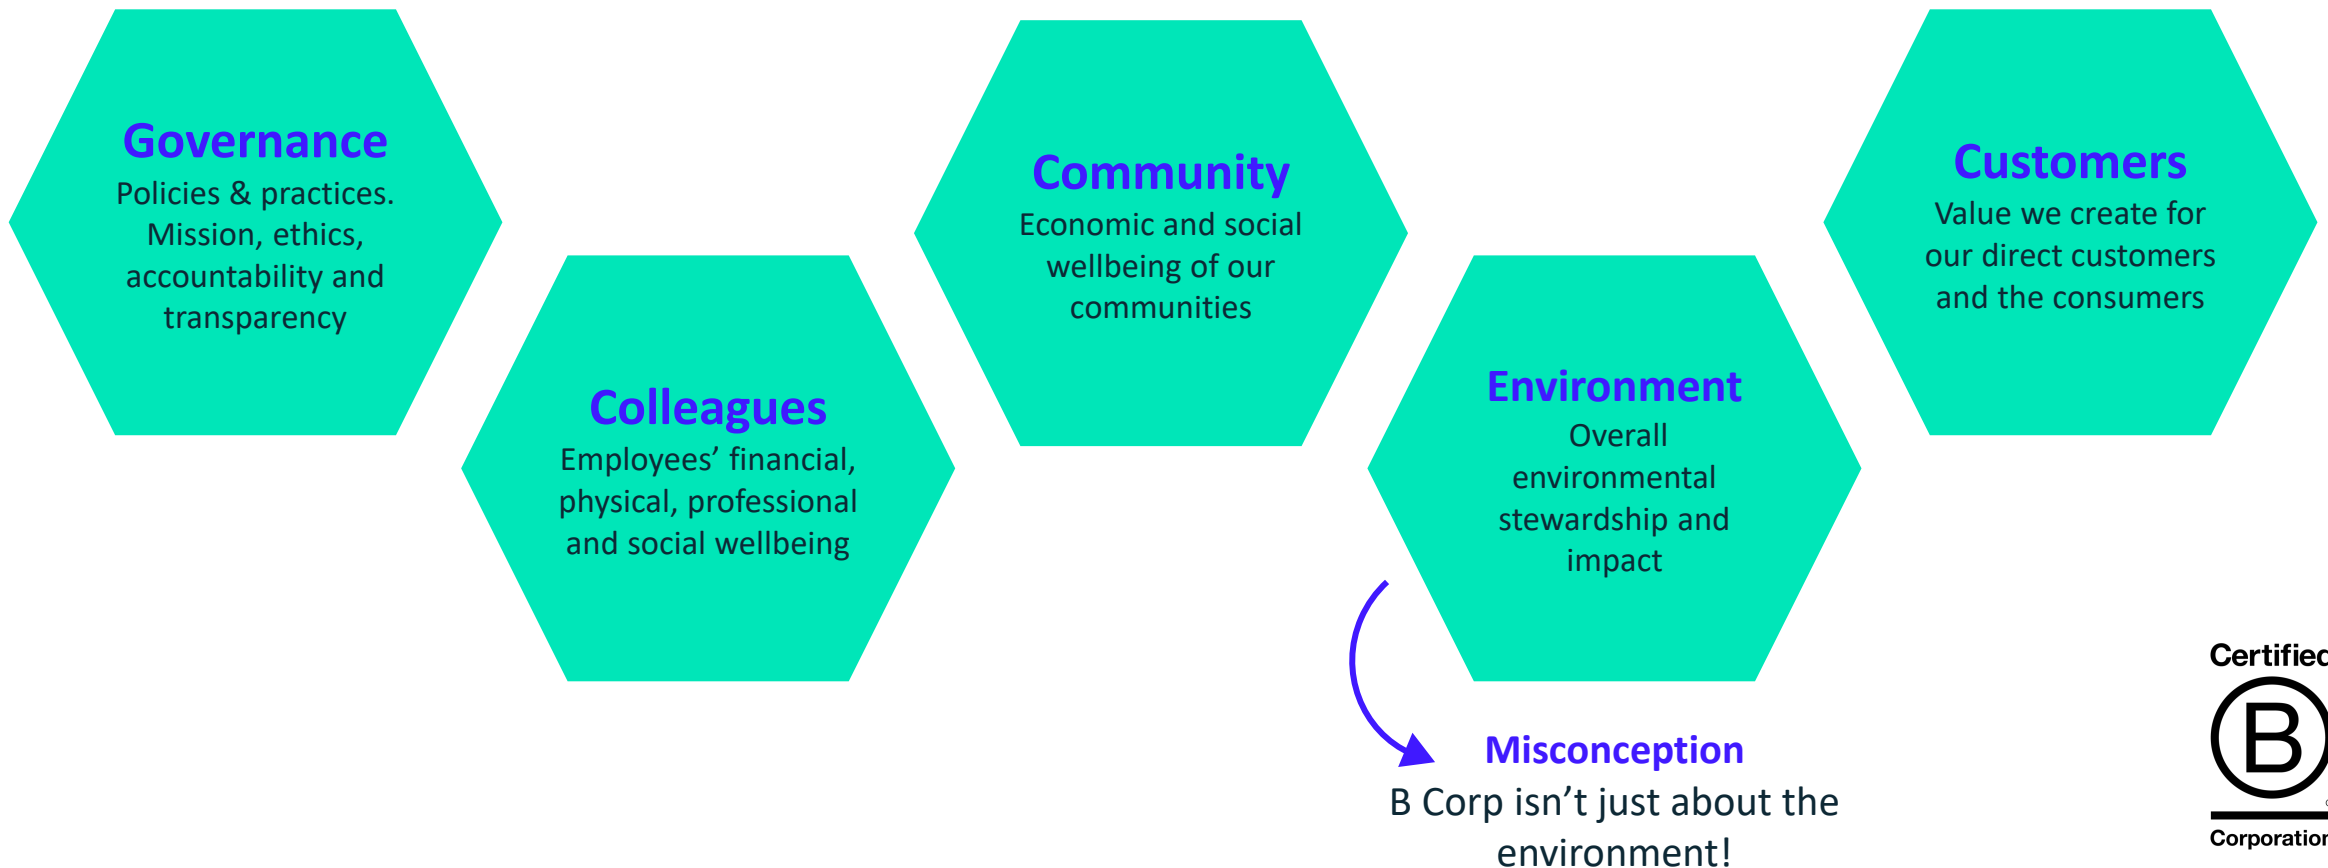 Governance
Policies & practices.
Mission, ethics,
accountability and
transparency
Colleagues
Employees’ financial,
physical, professional
and social wellbeing
Community
Economic and social
wellbeing of our
communities
Environment
Overall
environmental
stewardship and
impact
Customers
Value we create for
our direct customers
and the consumers
Misconception
B Corp isn’t just about the
environment!
Certified
B
Corporation